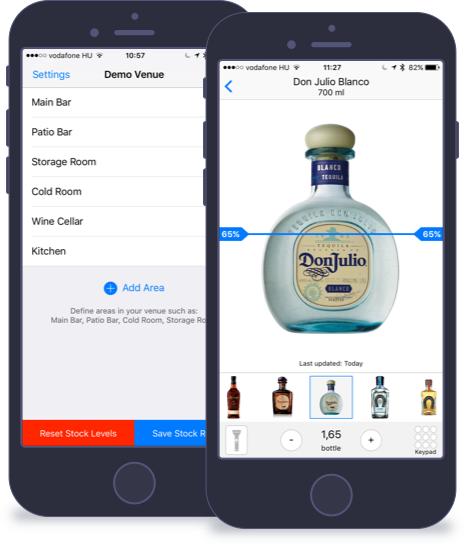 vodafone HU 10:57
Settings Demo Venue
Main Bar
Patio Bar
Storage Room
Cold Room
Wine Cellar
Kitchen
Add Area
Define areas in your venue such as:
Main Bar, Patio Bar, Cold Room, Storage
Reset Stock Levels Save Stock
vodafone HU 11:27 82%
Don Julio Blanco
700 ml
BLANCO
TEQUILA
65% 65%
TEQUILA
DonJulio
BLANCO
Last updated: Today
- 1,65 +
bottle
Keypad